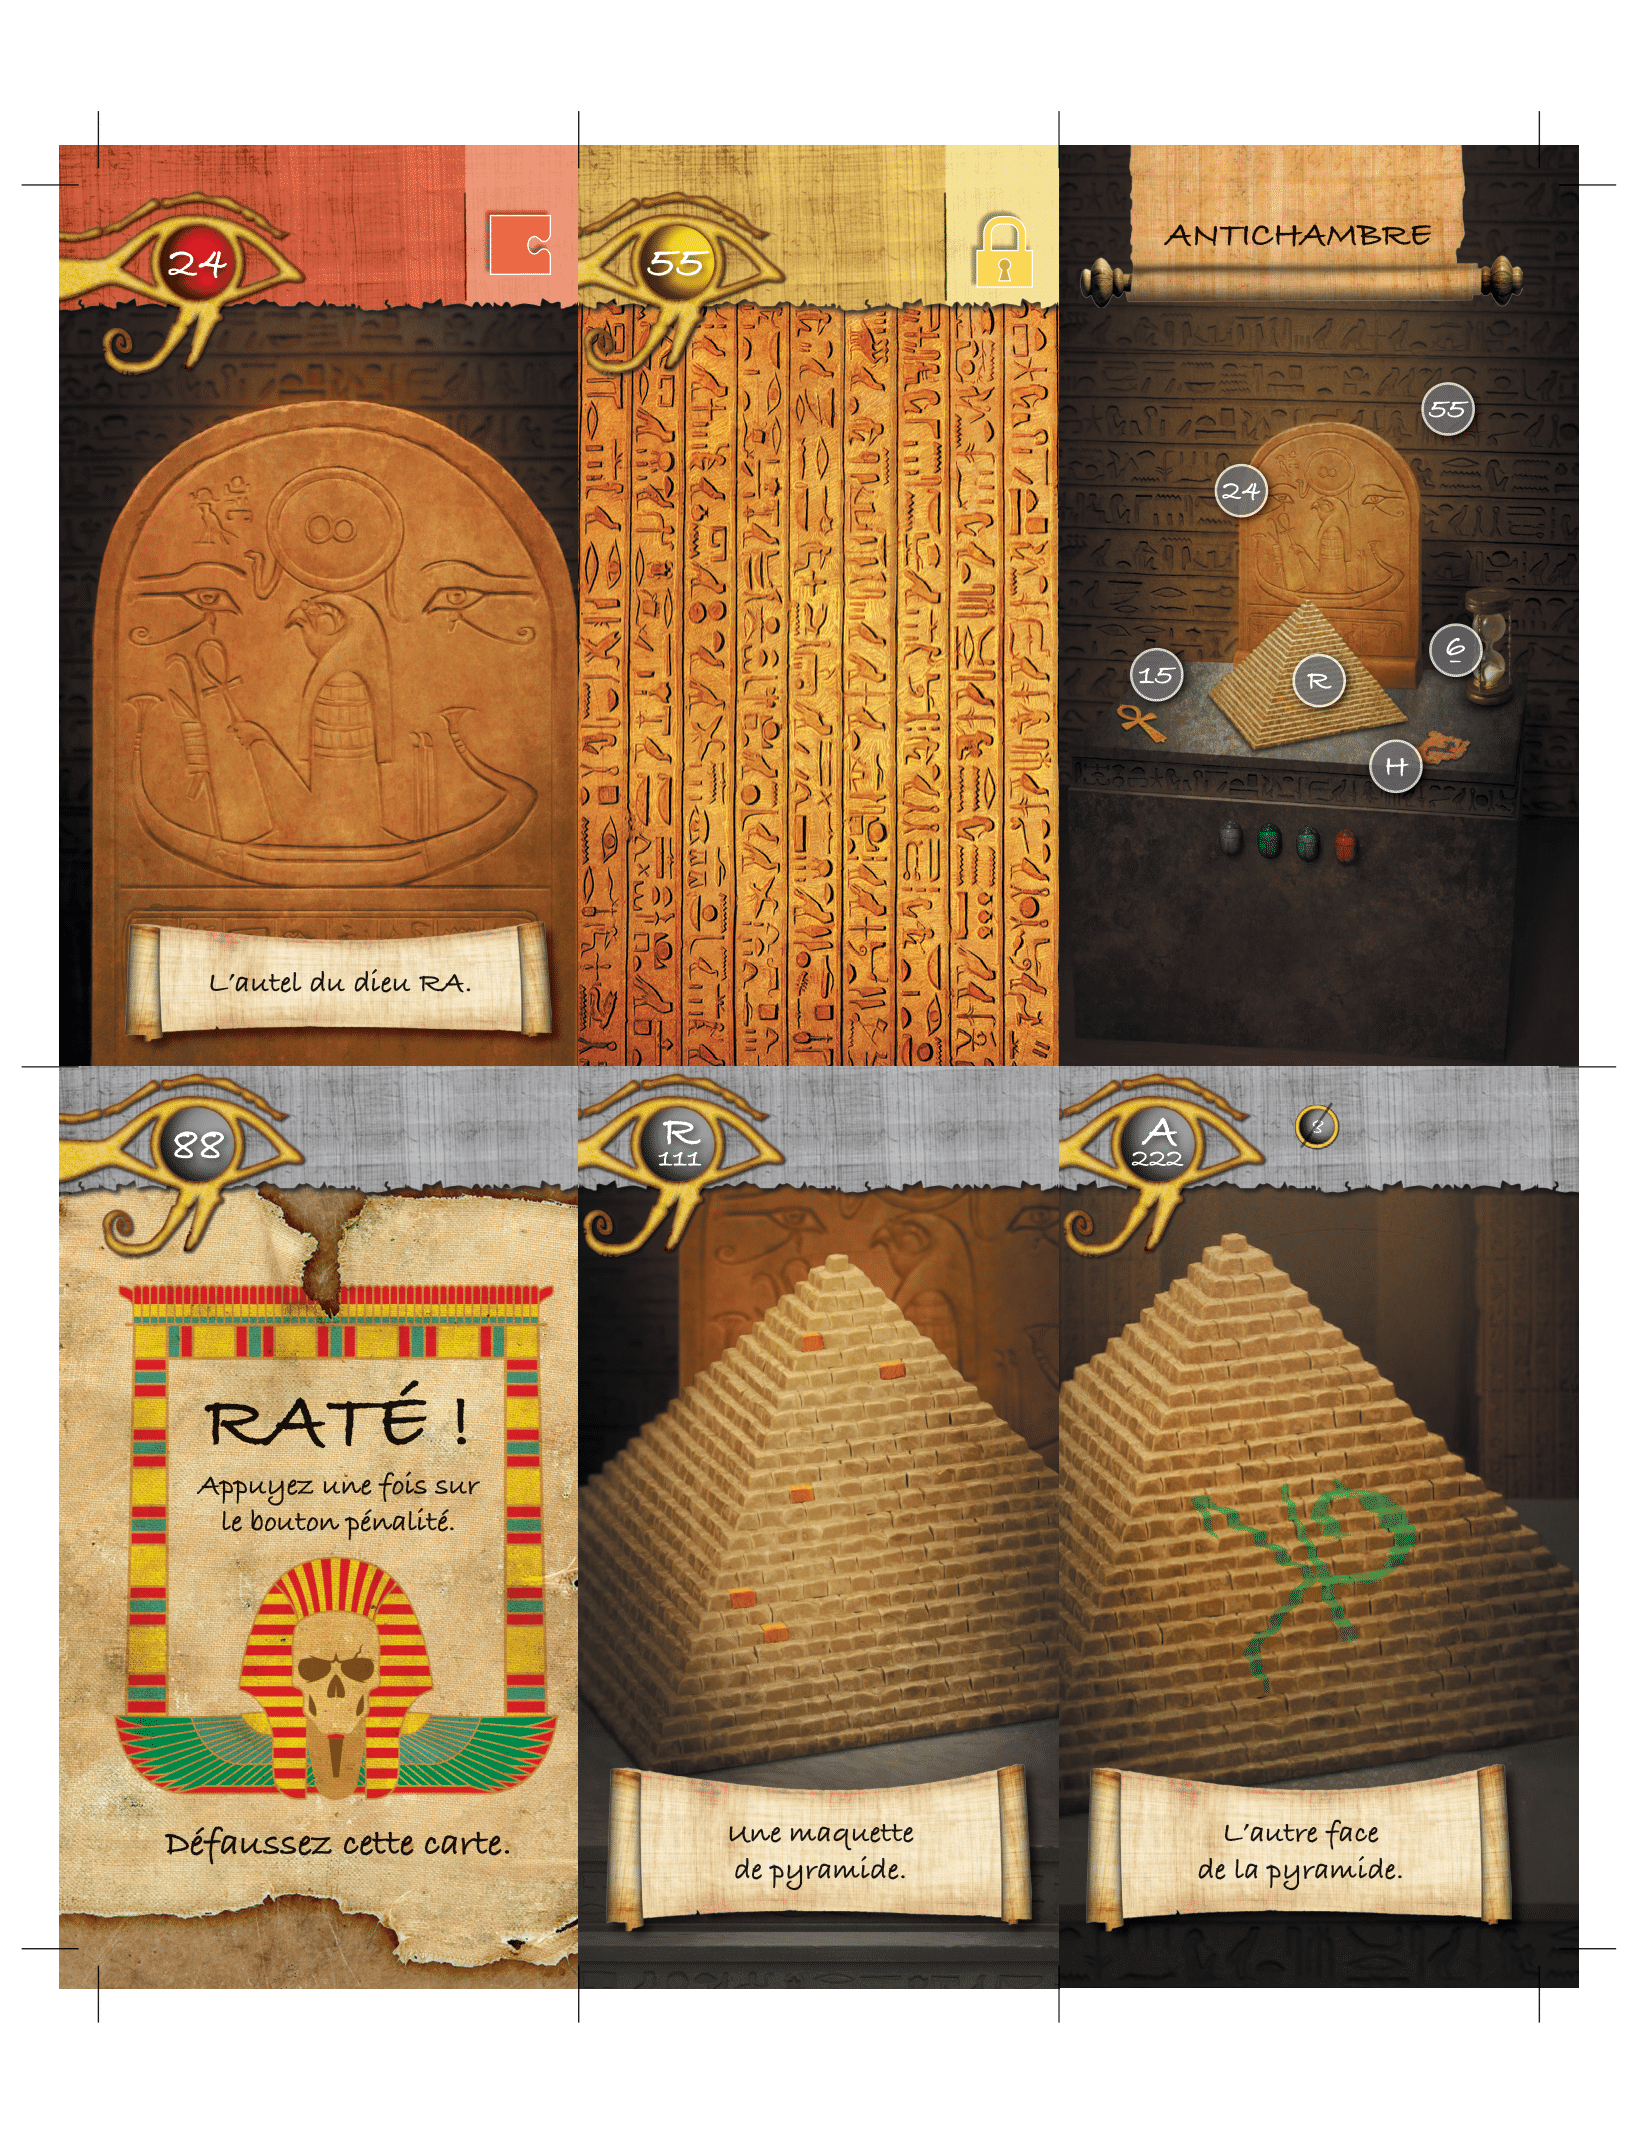 24
55
ANTICHAMBRE
55
24
15
R
6
H
L'autel du dieu RA.
88
RATÉ !
Appuyez une fois sur
le bouton pénalité.
Défaussez cette carte.
R
111
Une maquette
de pyramide.
A
222
8
L'autre face
de la pyramide.